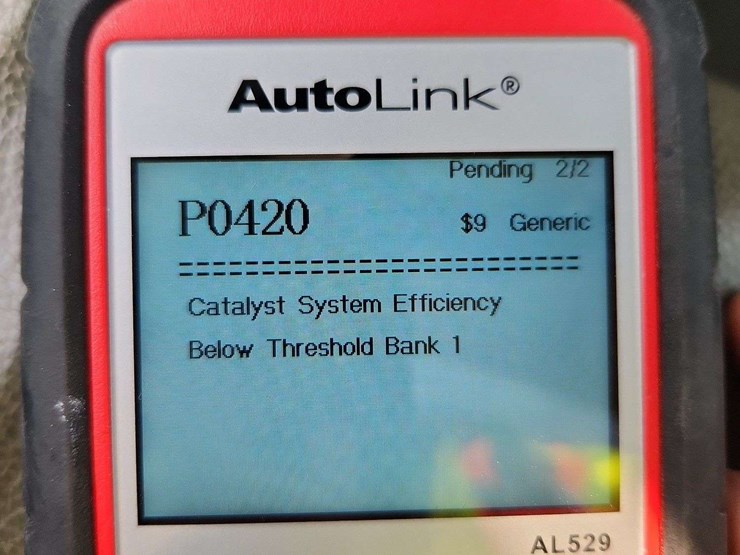 AutoLink®
Pending 2/2
P0420 $9 Generic
==========================
Catalyst System Efficiency
Below Threshold Bank 1
AL529